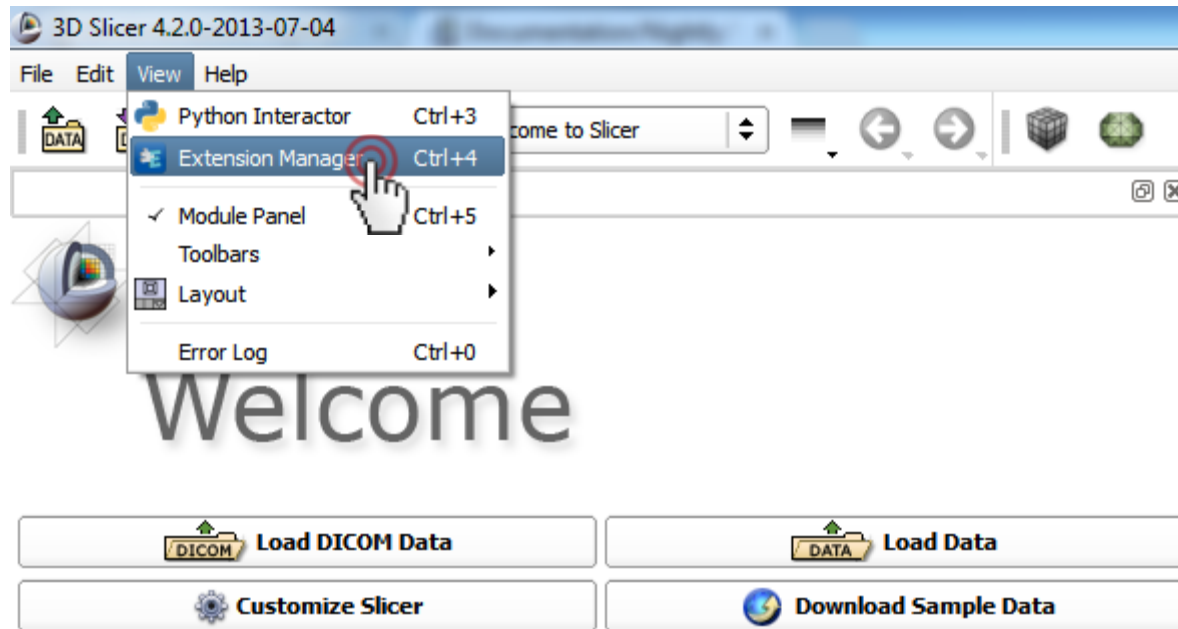 3D Slicer 4.2.0-2013-07-04
File Edit View Help
DATA
Python Interactor Ctrl+3
come to Slicer
Extension Manager Ctrl+4
Module Panel Ctrl+5
Toolbars
Layout
Error Log Ctrl+0
Welcome
DICOM Load DICOM Data
DATA Load Data
Customize Slicer
Download Sample Data